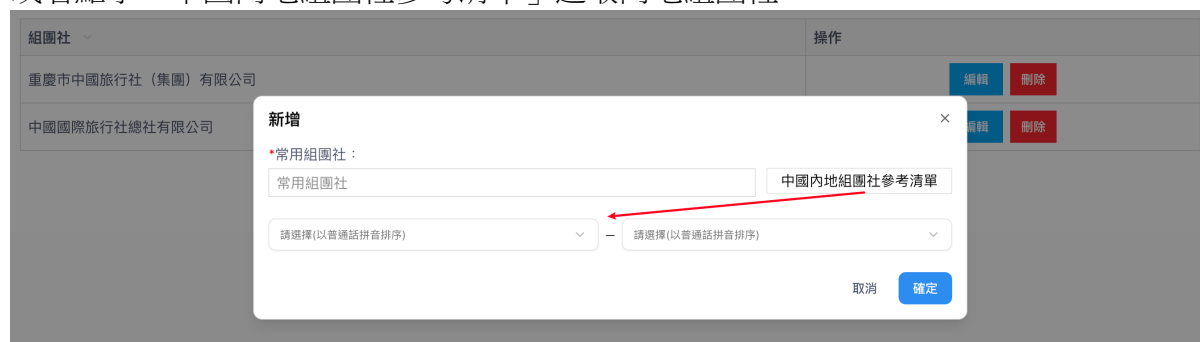 組團社
操作
重慶市中國旅行社（集團）有限公司
編輯
刪除
中國國際旅行社總社有限公司
編輯
刪除
新增
*常用組團社：
常用組團社
中國內地組團社參考清單
請選擇(以普通話拼音排序)
–
請選擇(以普通話拼音排序)
取消
確定